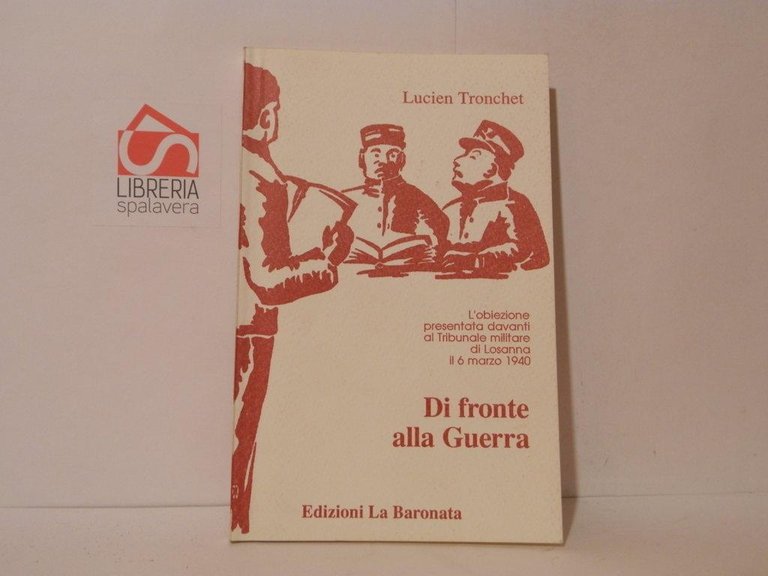 LIBRERIA
spalavera
Lucien Tronchet
L'obiezione
presentata davanti
al Tribunale militare
di Losanna
il 6 marzo 1940
Di fronte
alla Guerra
Edizioni La Baronata